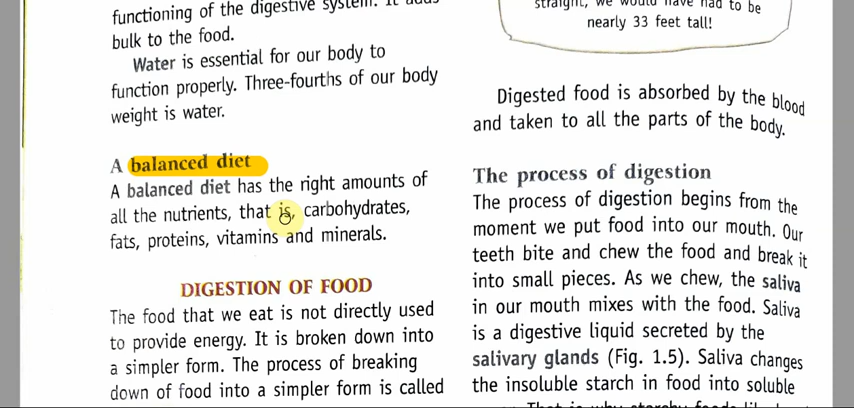 functioning of the digestive system. It adds
bulk to the food.
Water is essential for our body to
function properly. Three-fourths of our body
weight is water.
A balanced diet
A balanced diet has the right amounts of
all the nutrients, that is, carbohydrates,
fats, proteins, vitamins and minerals.
DIGESTION OF FOOD
The food that we eat is not directly used
to provide energy. It is broken down into
a simpler form. The process of breaking
down of food into a simpler form is called
straight, we would have had to be
nearly 33 feet tall!
Digested food is absorbed by the blood
and taken to all the parts of the body.
The process of digestion
The process of digestion begins from the
moment we put food into our mouth. Our
teeth bite and chew the food and break it
into small pieces. As we chew, the saliva
in our mouth mixes with the food. Saliva
is a digestive liquid secreted by the
salivary glands (Fig. 1.5). Saliva changes
the insoluble starch in food into soluble
That is why starchy foods like